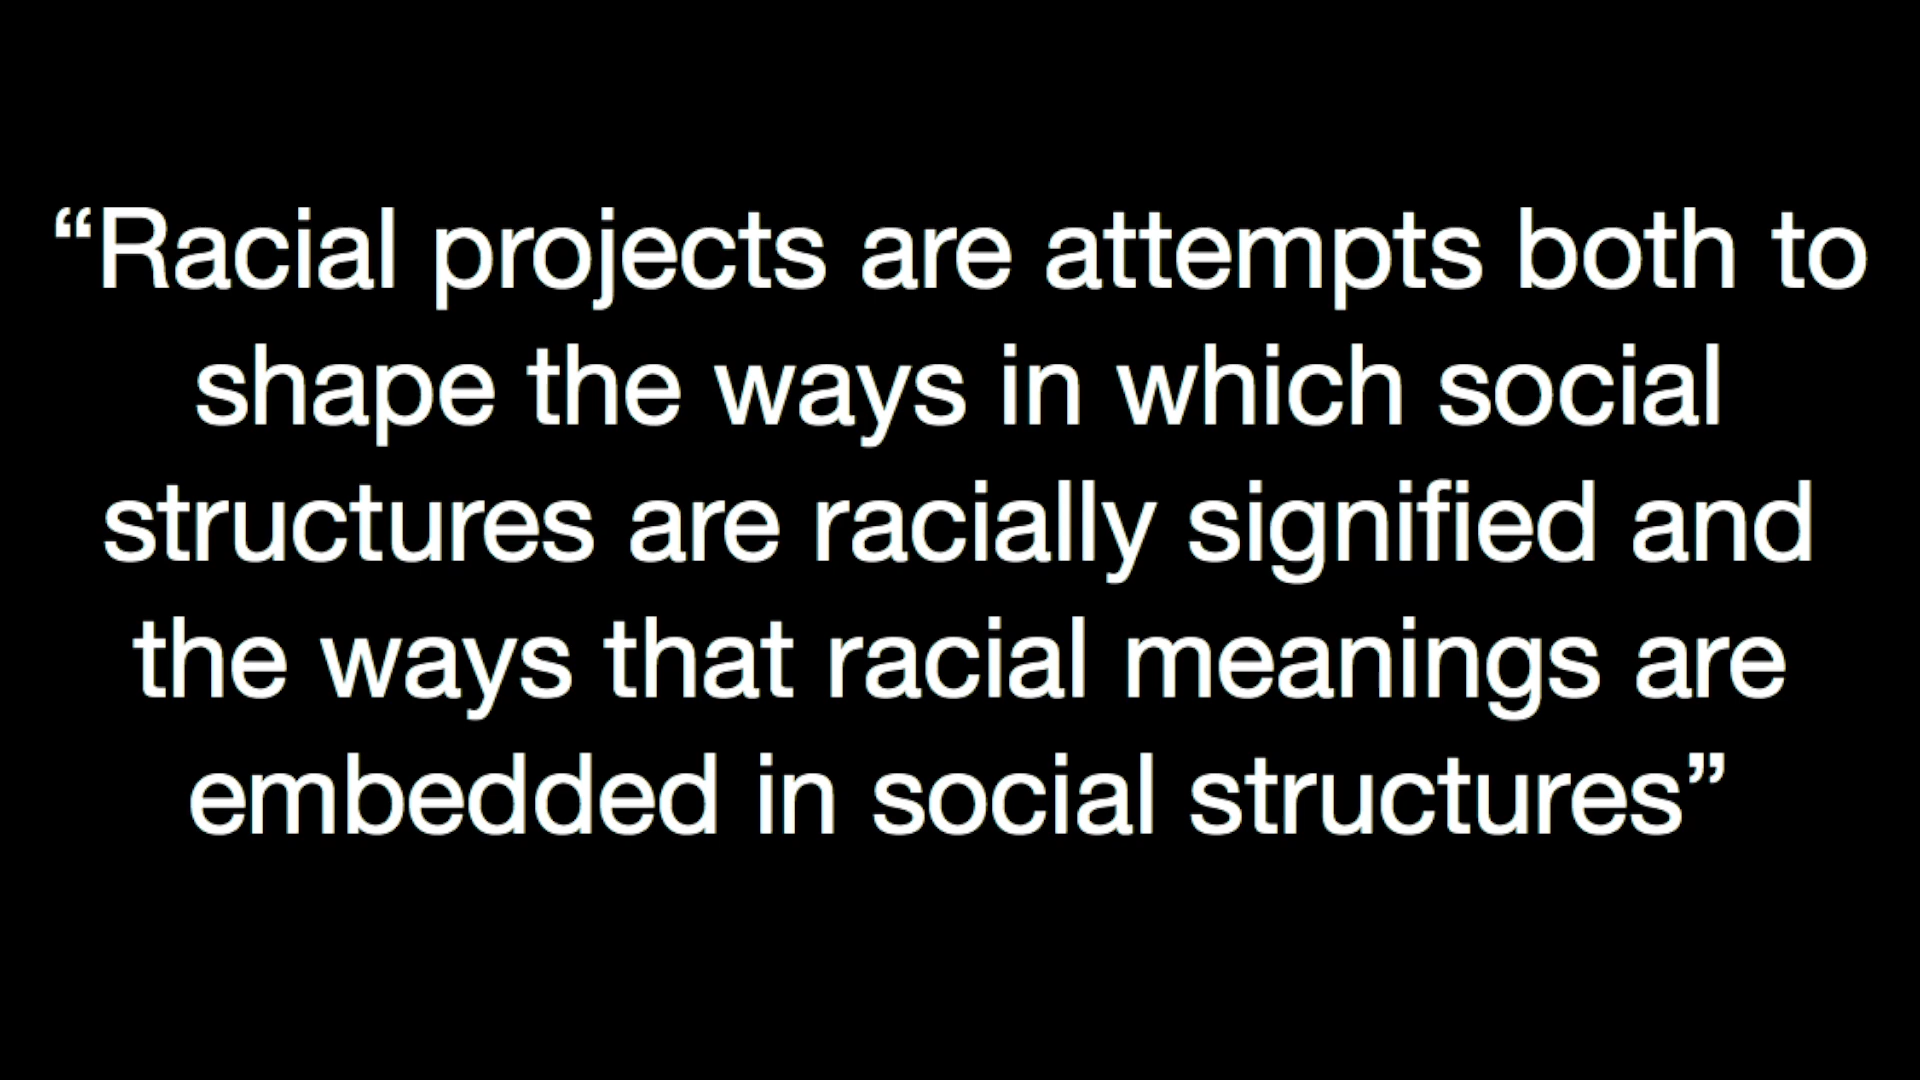 “Racial projects are attempts both to
shape the ways in which social
structures are racially signified and
the ways that racial meanings are
embedded in social structures”